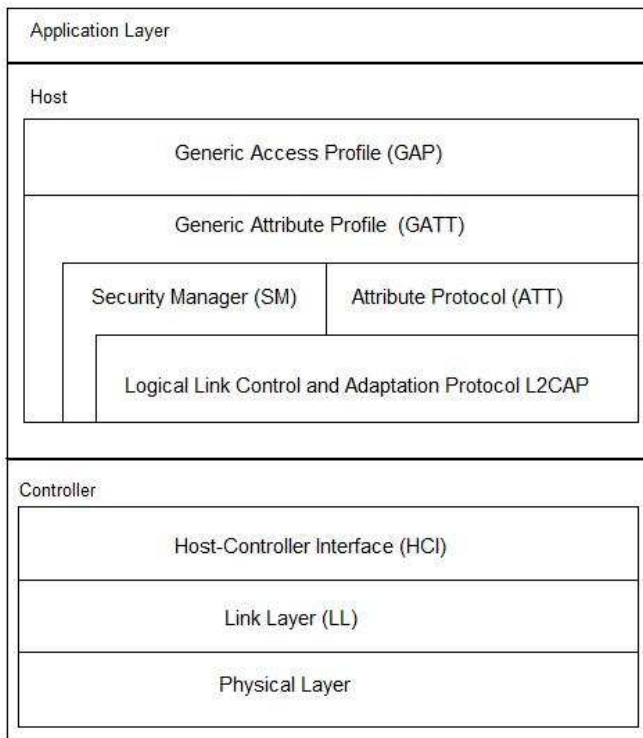 Application Layer
Host
Generic Access Profile (GAP)
Generic Attribute Profile (GATT)
Security Manager (SM)
Attribute Protocol (ATT)
Logical Link Control and Adaptation Protocol L2CAP
Controller
Host-Controller Interface (HCI)
Link Layer (LL)
Physical Layer